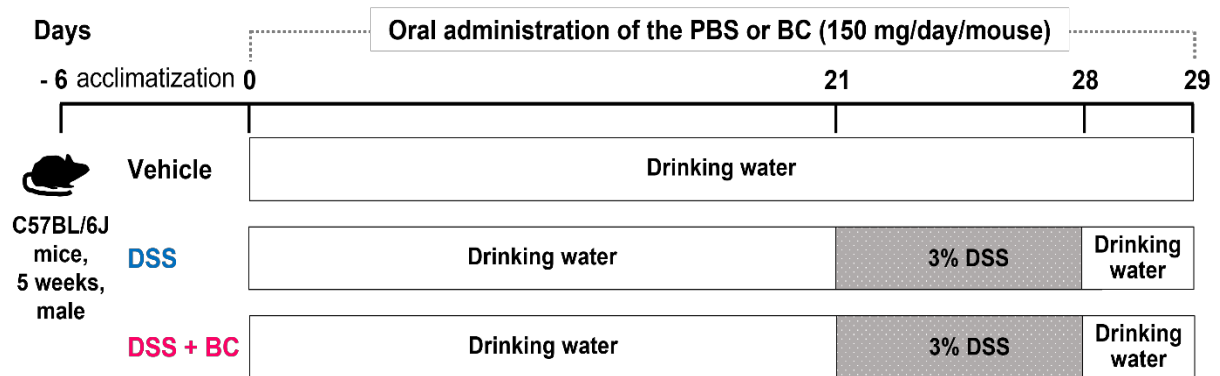 Days
Oral administration of the PBS or BC (150 mg/day/mouse)
- 6 acclimatization 0 21 28 29
Vehicle
Drinking water
C57BL/6J
mice,
5 weeks,
male
DSS
Drinking water
3% DSS
Drinking
water
DSS + BC
Drinking water
3% DSS
Drinking
water